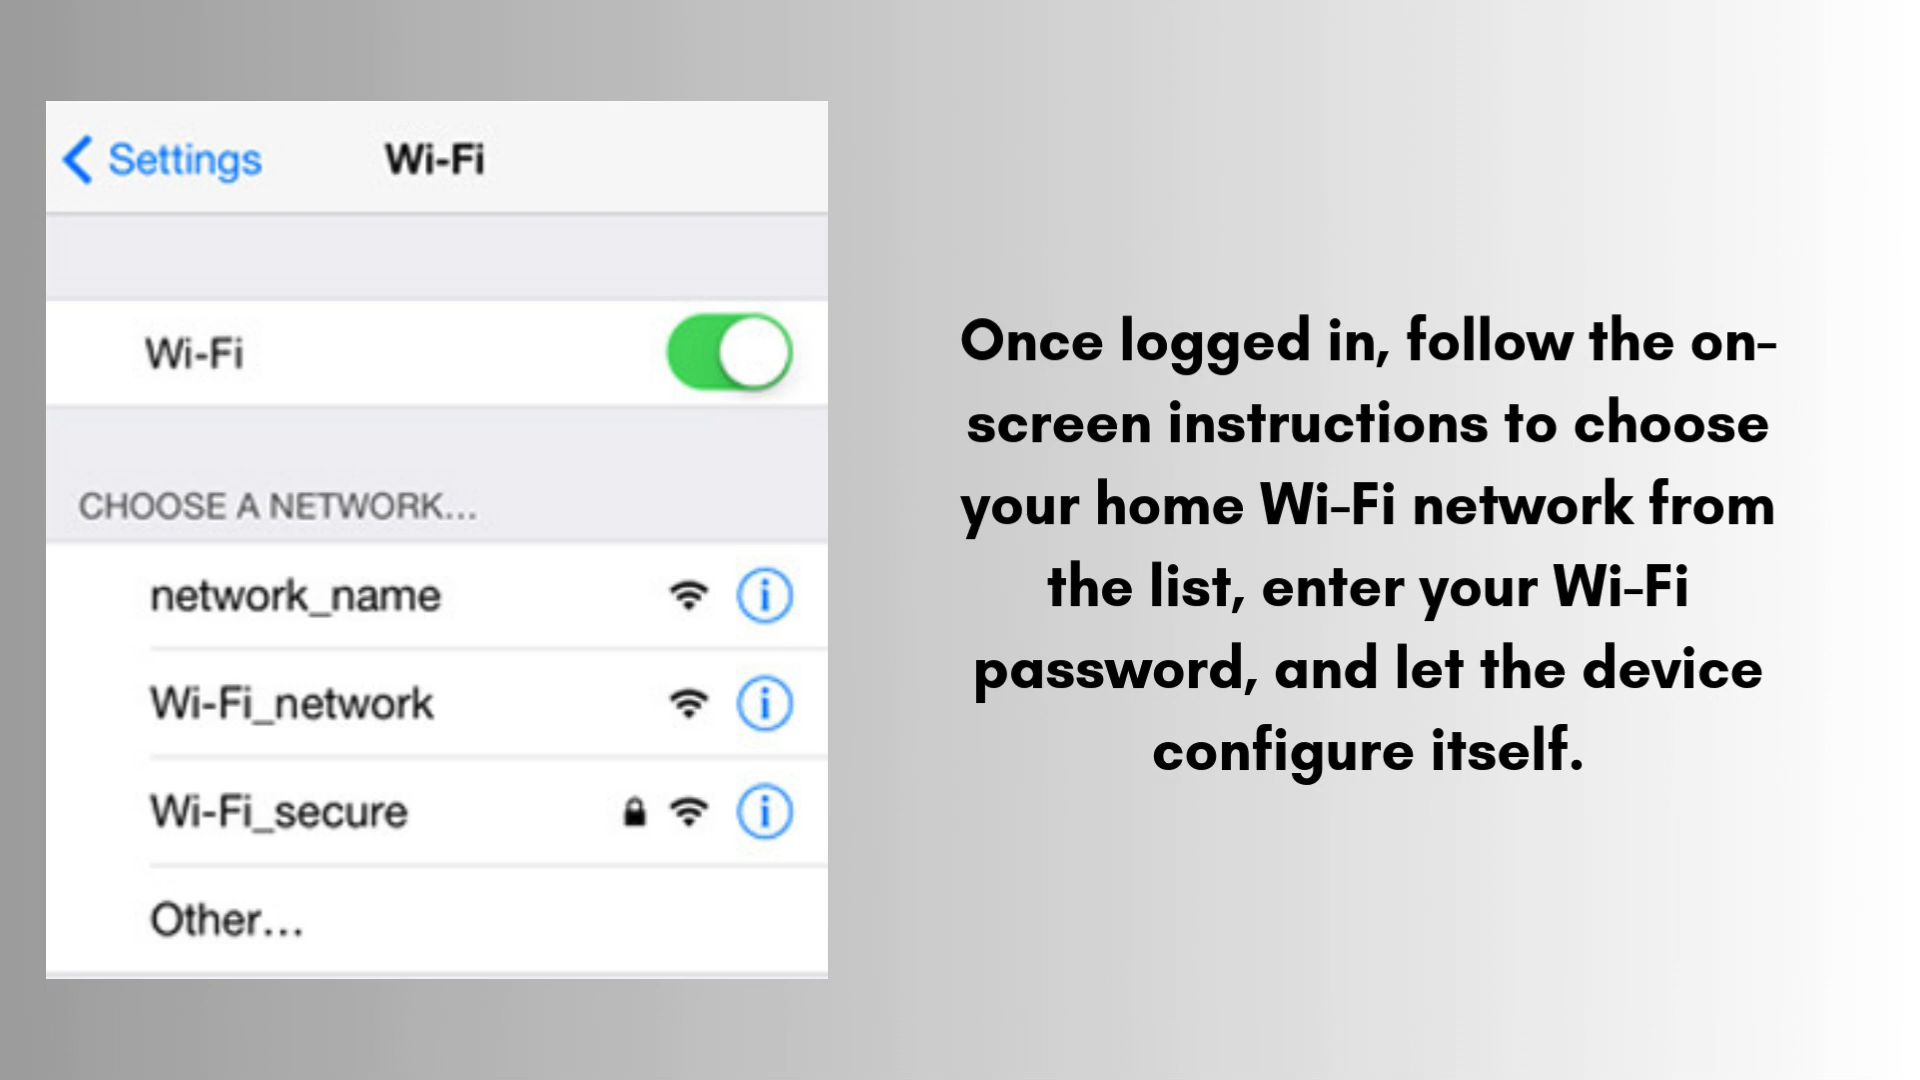 Settings
Wi-Fi
Wi-Fi
CHOOSE A NETWORK...
network_name
Wi-Fi_network
Wi-Fi_secure
Other...
Once logged in, follow the on-
screen instructions to choose
your home Wi-Fi network from
the list, enter your Wi-Fi
password, and let the device
configure itself.